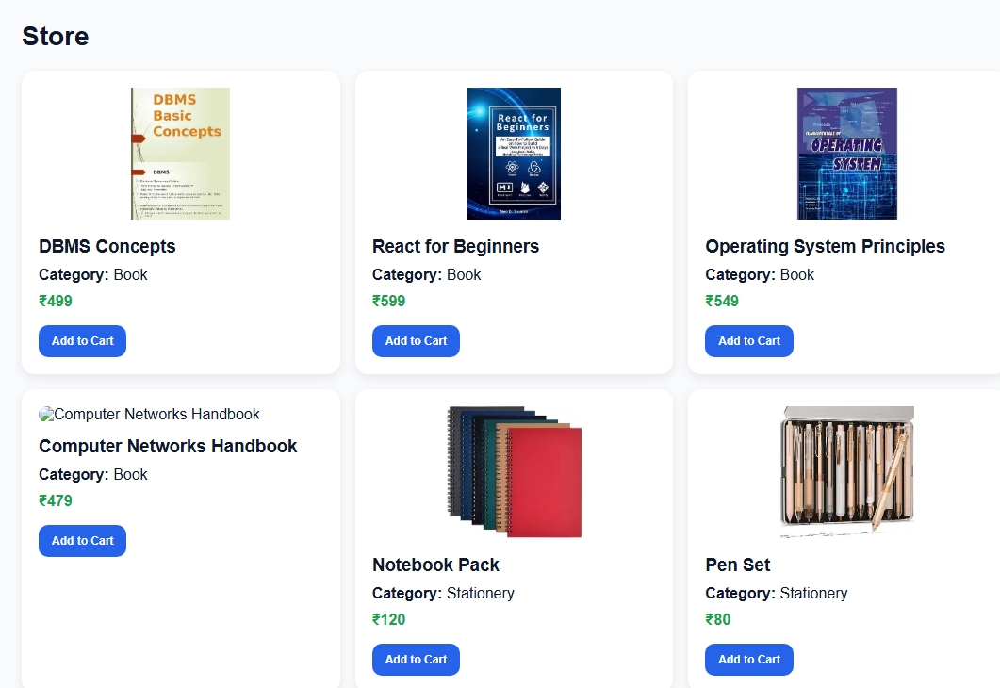 Store
DBMS
Basic
Concepts
DBMS
React for
Beginners
OPERATING
SYSTEM
DBMS Concepts
React for Beginners
Operating System Principles
Category: Book
Category: Book
Category: Book
₹499
₹599
₹549
Add to Cart
Add to Cart
Add to Cart
Computer Networks Handbook
Computer Networks Handbook
Category: Book
₹479
Add to Cart
Notebook Pack
Category: Stationery
₹120
Add to Cart
Pen Set
Category: Stationery
₹80
Add to Cart